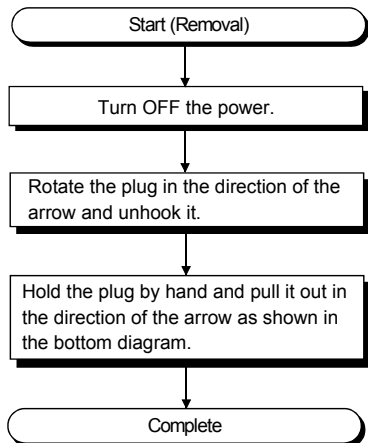 Start (Removal)
Turn OFF the power.
Rotate the plug in the direction of the
arrow and unhook it.
Hold the plug by hand and pull it out in
the direction of the arrow as shown in
the bottom diagram.
Complete